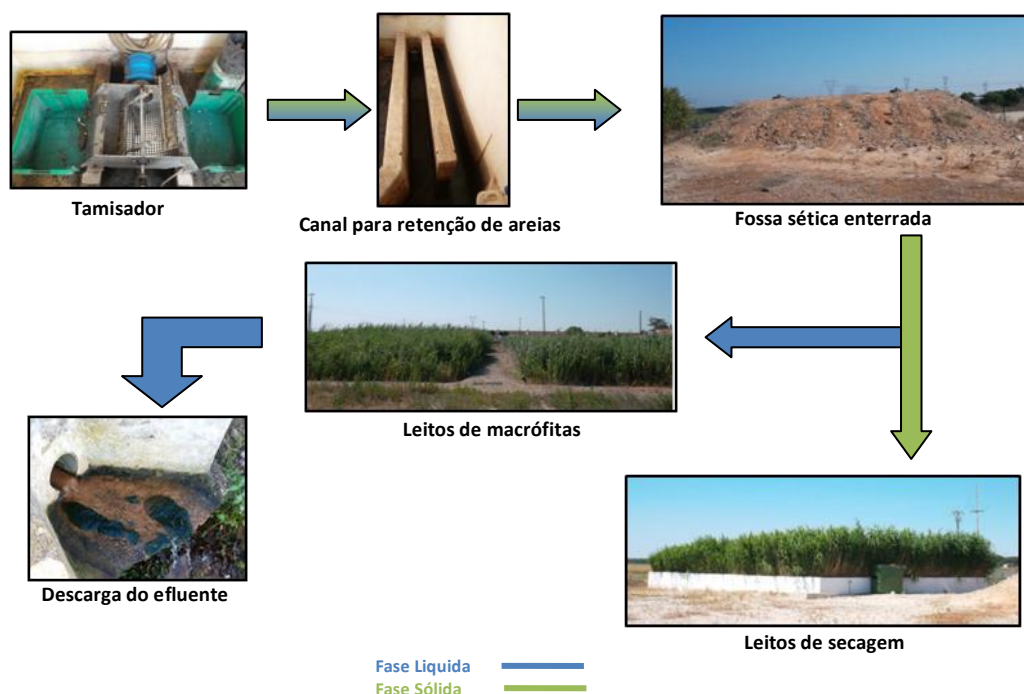 Tamisador
Canal para retenção de areias
Fossa sética enterrada
Leitos de macrófitas
Descarga do efluente
Leitos de secagem
Fase Liquida
Fase Sólida